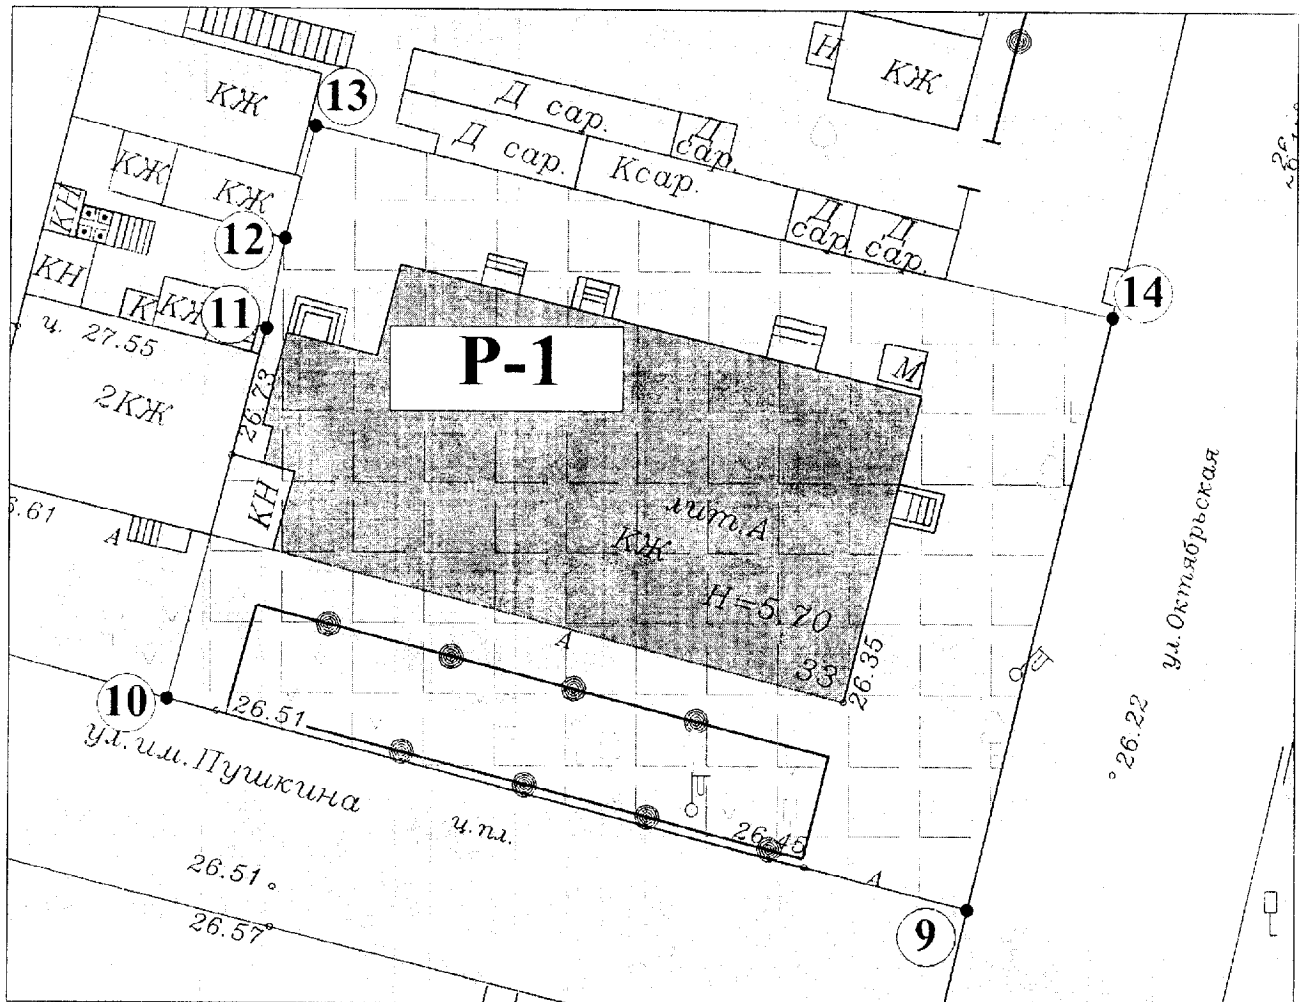 Н
КЖ
КЖ
13
Д сар.
Д
сар.
Д сар.
Ксар.
КЖ
КЖ
КН
12
Д
сар.
Д
сар.
КН
К
КЖ
11
14
ц. 27.55
Р-1
М
2КЖ
26.73
КН
6.61
А
лит.А
КЖ
Н=5.70
ул.Октябрьская
А
33
26.35
10
26.51
26.22
ул.им.Пушкина
ц.пл.
26.45
А
26.51
26.57
9